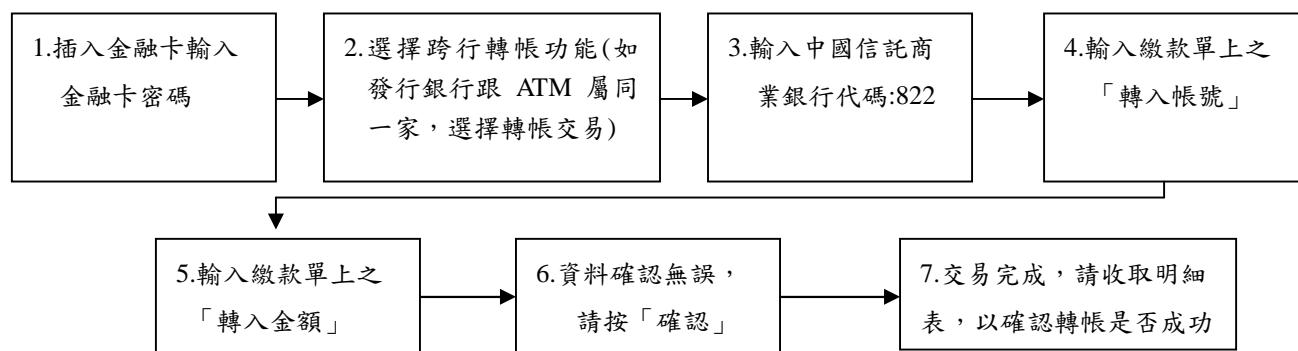 1.插入金融卡輸入
金融卡密碼
2.選擇跨行轉帳功能(如
發行銀行跟 ATM 屬同
一家，選擇轉帳交易)
3.輸入中國信託商
業銀行代碼:822
4.輸入繳款單上之
「轉入帳號」
5.輸入繳款單上之
「轉入金額」
6.資料確認無誤，
請按「確認」
7.交易完成，請收取明細
表，以確認轉帳是否成功